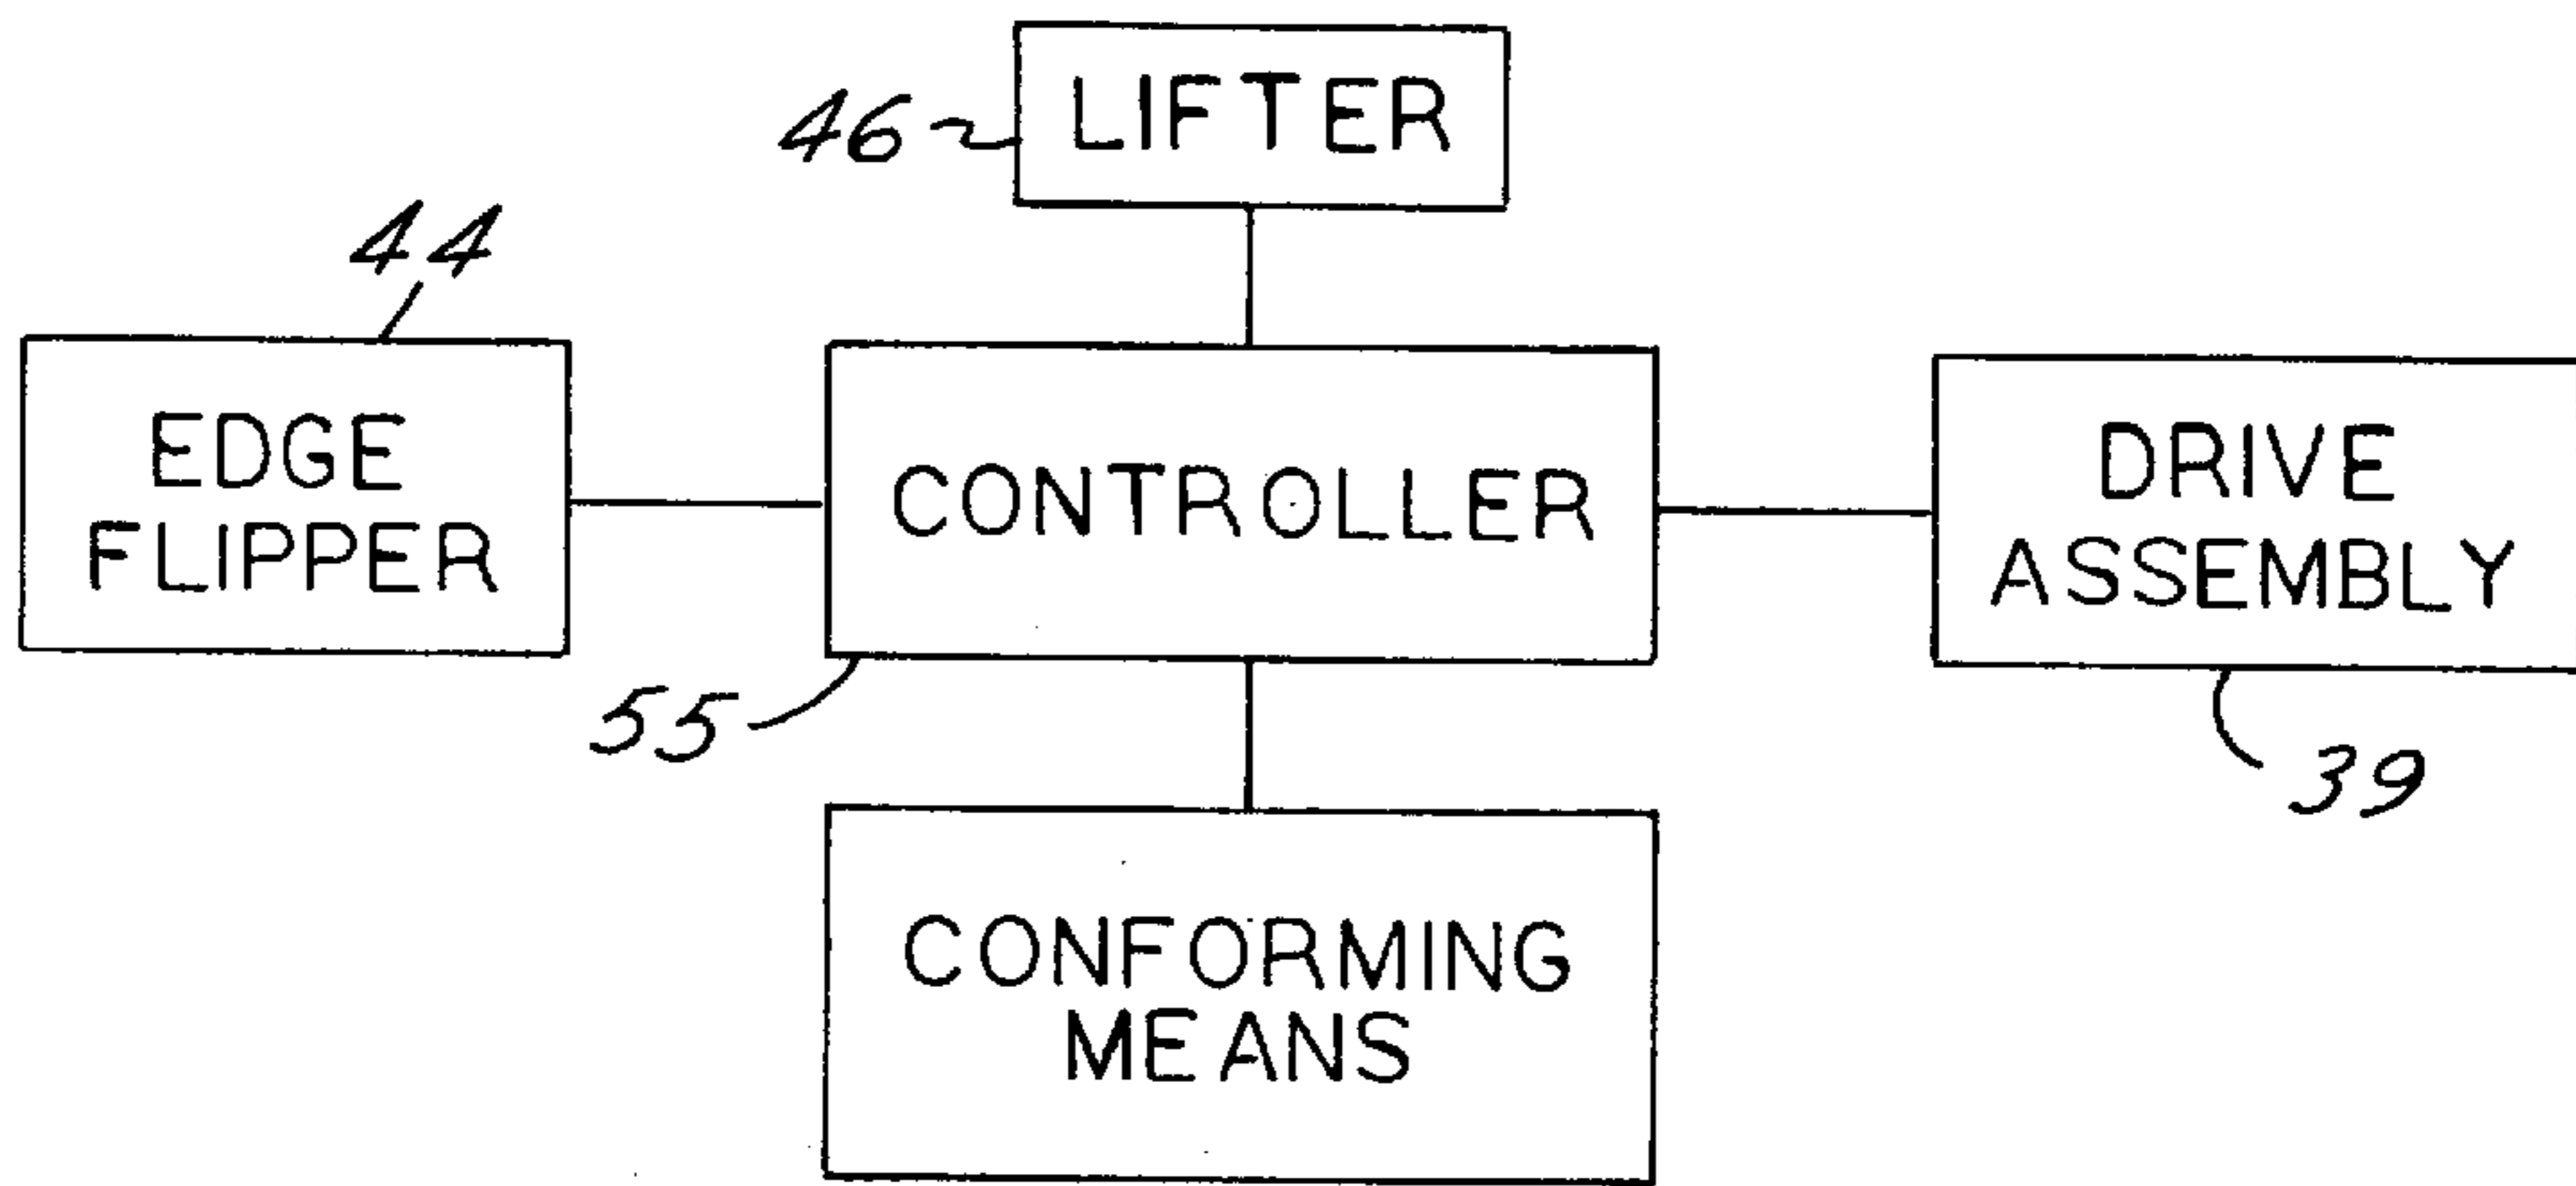 46
LIFTER
44
EDGE
FLIPPER
CONTROLLER
DRIVE
ASSEMBLY
55
39
CONFORMING
MEANS